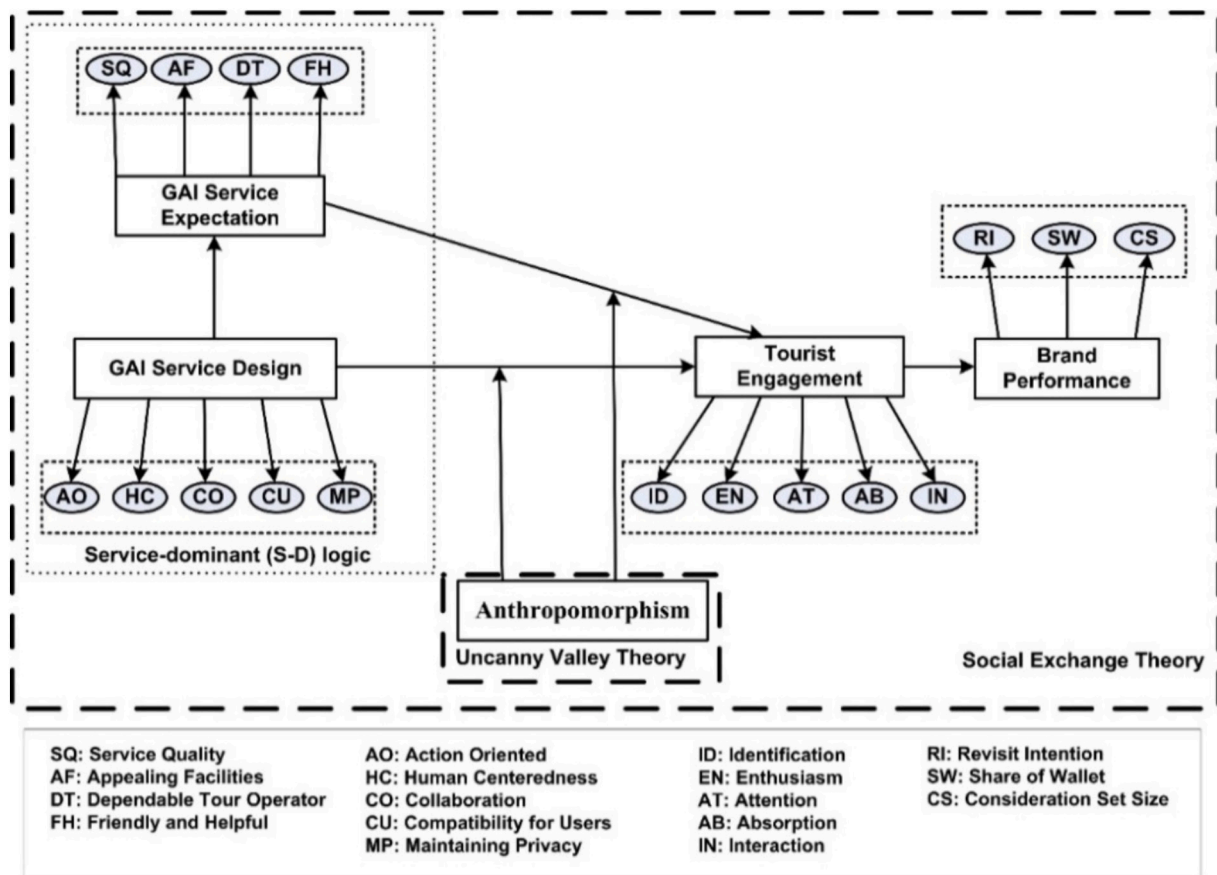 SQ AF DT FH
GAI Service
Expectation
RI SW CS
GAI Service Design
Tourist
Engagement
Brand
Performance
AO HC CO CU MP
ID EN AT AB IN
Service-dominant (S-D) logic
Anthropomorphism
Uncanny Valley Theory
Social Exchange Theory
SQ: Service Quality
AF: Appealing Facilities
DT: Dependable Tour Operator
FH: Friendly and Helpful
AO: Action Oriented
HC: Human Centeredness
CO: Collaboration
CU: Compatibility for Users
MP: Maintaining Privacy
ID: Identification
EN: Enthusiasm
AT: Attention
AB: Absorption
IN: Interaction
RI: Revisit Intention
SW: Share of Wallet
CS: Consideration Set Size